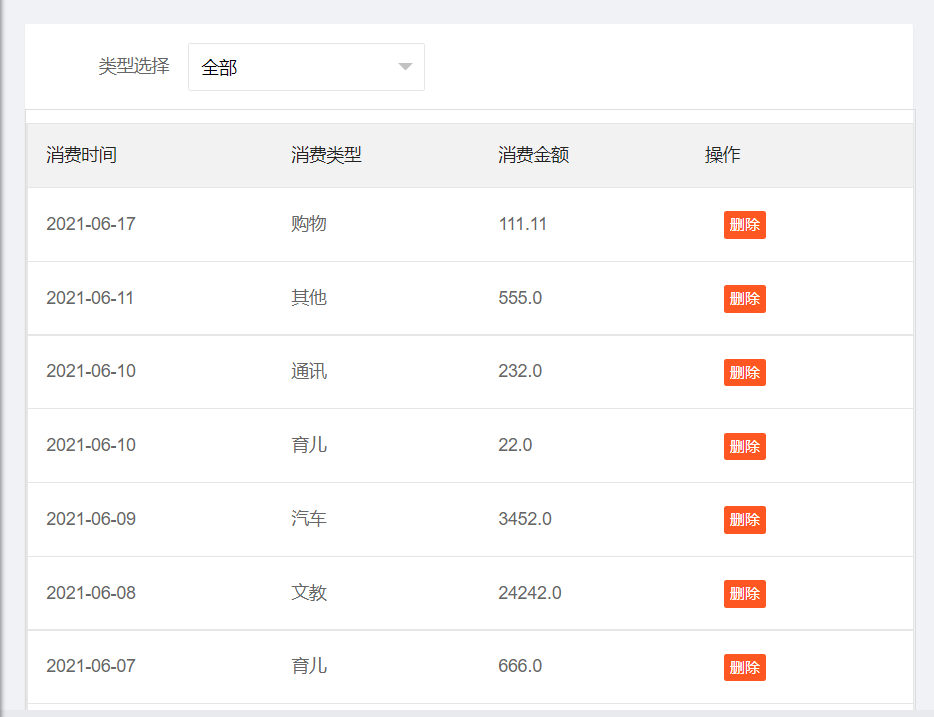 类型选择 全部
消费时间 消费类型 消费金额 操作
2021-06-17 购物 111.11 删除
2021-06-11 其他 555.0 删除
2021-06-10 通讯 232.0 删除
2021-06-10 育儿 22.0 删除
2021-06-09 汽车 3452.0 删除
2021-06-08 文教 24242.0 删除
2021-06-07 育儿 666.0 删除